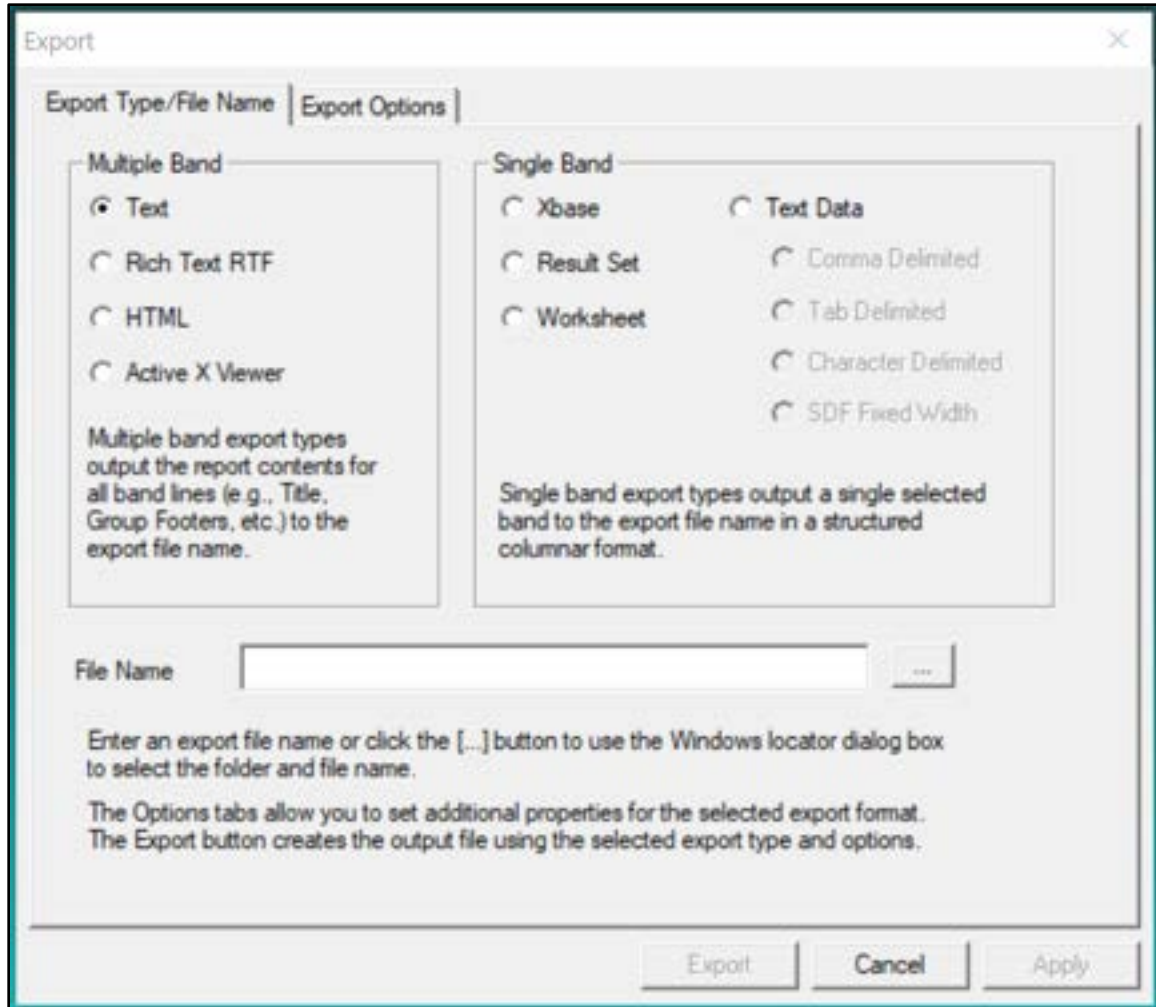 Export
Export Type/File Name
Export Options
Multiple Band
Text
Rich Text RTF
HTML
Active X Viewer
Multiple band export types
output the report contents for
all band lines (e.g., Title,
Group Footers, etc.) to the
export file name.
Single Band
Xbase
Result Set
Worksheet
Text Data
Comma Delimited
Tab Delimited
Character Delimited
SDF Fixed Width
Single band export types output a single selected
band to the export file name in a structured
columnar format.
File Name
...
Enter an export file name or click the [...] button to use the Windows locator dialog box
to select the folder and file name.
The Options tabs allow you to set additional properties for the selected export format.
The Export button creates the output file using the selected export type and options.
Export
Cancel
Apply